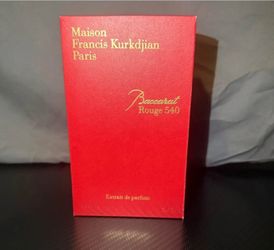 Maison
Francis Kurkdjian
Paris
Baccarat
Rouge 540
Extrait de parfum